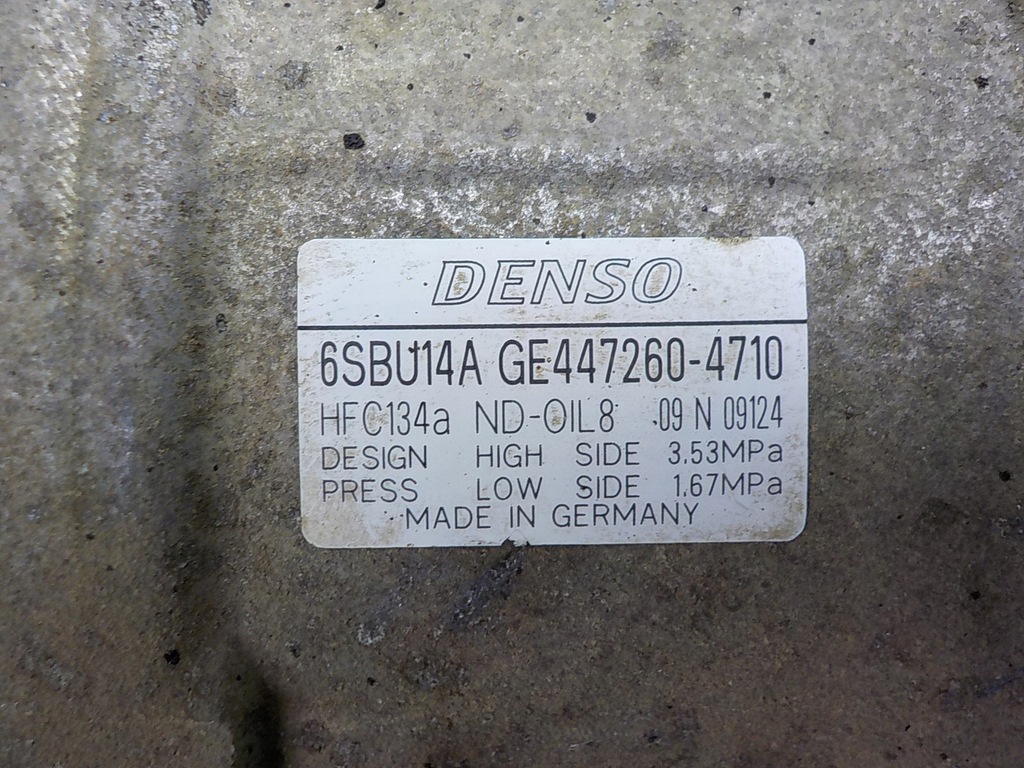 DENSO
6SBU14A GE447260-4710
HFC134a ND-OIL8 09 N 09124
DESIGN HIGH SIDE 3.53MPa
PRESS LOW SIDE 1.67MPa
MADE IN GERMANY